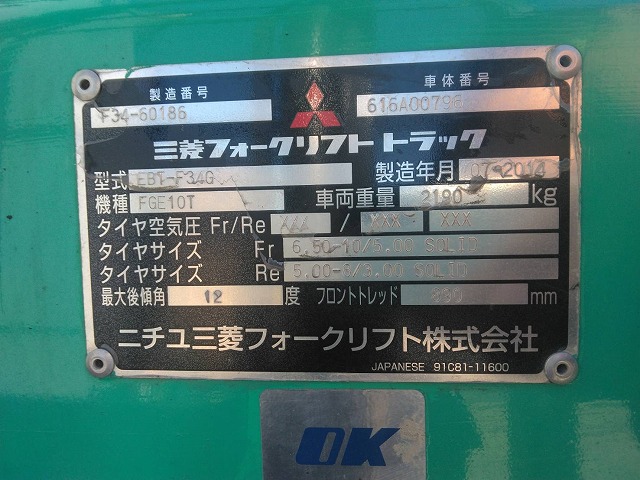 製造番号 車体番号
F34-60186 616A00796
三菱フォークリフト トラック
型式 EBT-F34G 製造年月 07-2014
機種 FGE10T 車両重量 2190 kg
タイヤ空気圧 Fr/Re XXX / XXX XXX
タイヤサイズ Fr 6.50-10/5.00 SOLID
タイヤサイズ Re 5.00-8/3.00 SOLID
最大後傾角 12 度 フロントトレッド 890 mm
ニチユ三菱フォークリフト株式会社
JAPANESE 91C81-11600
OK